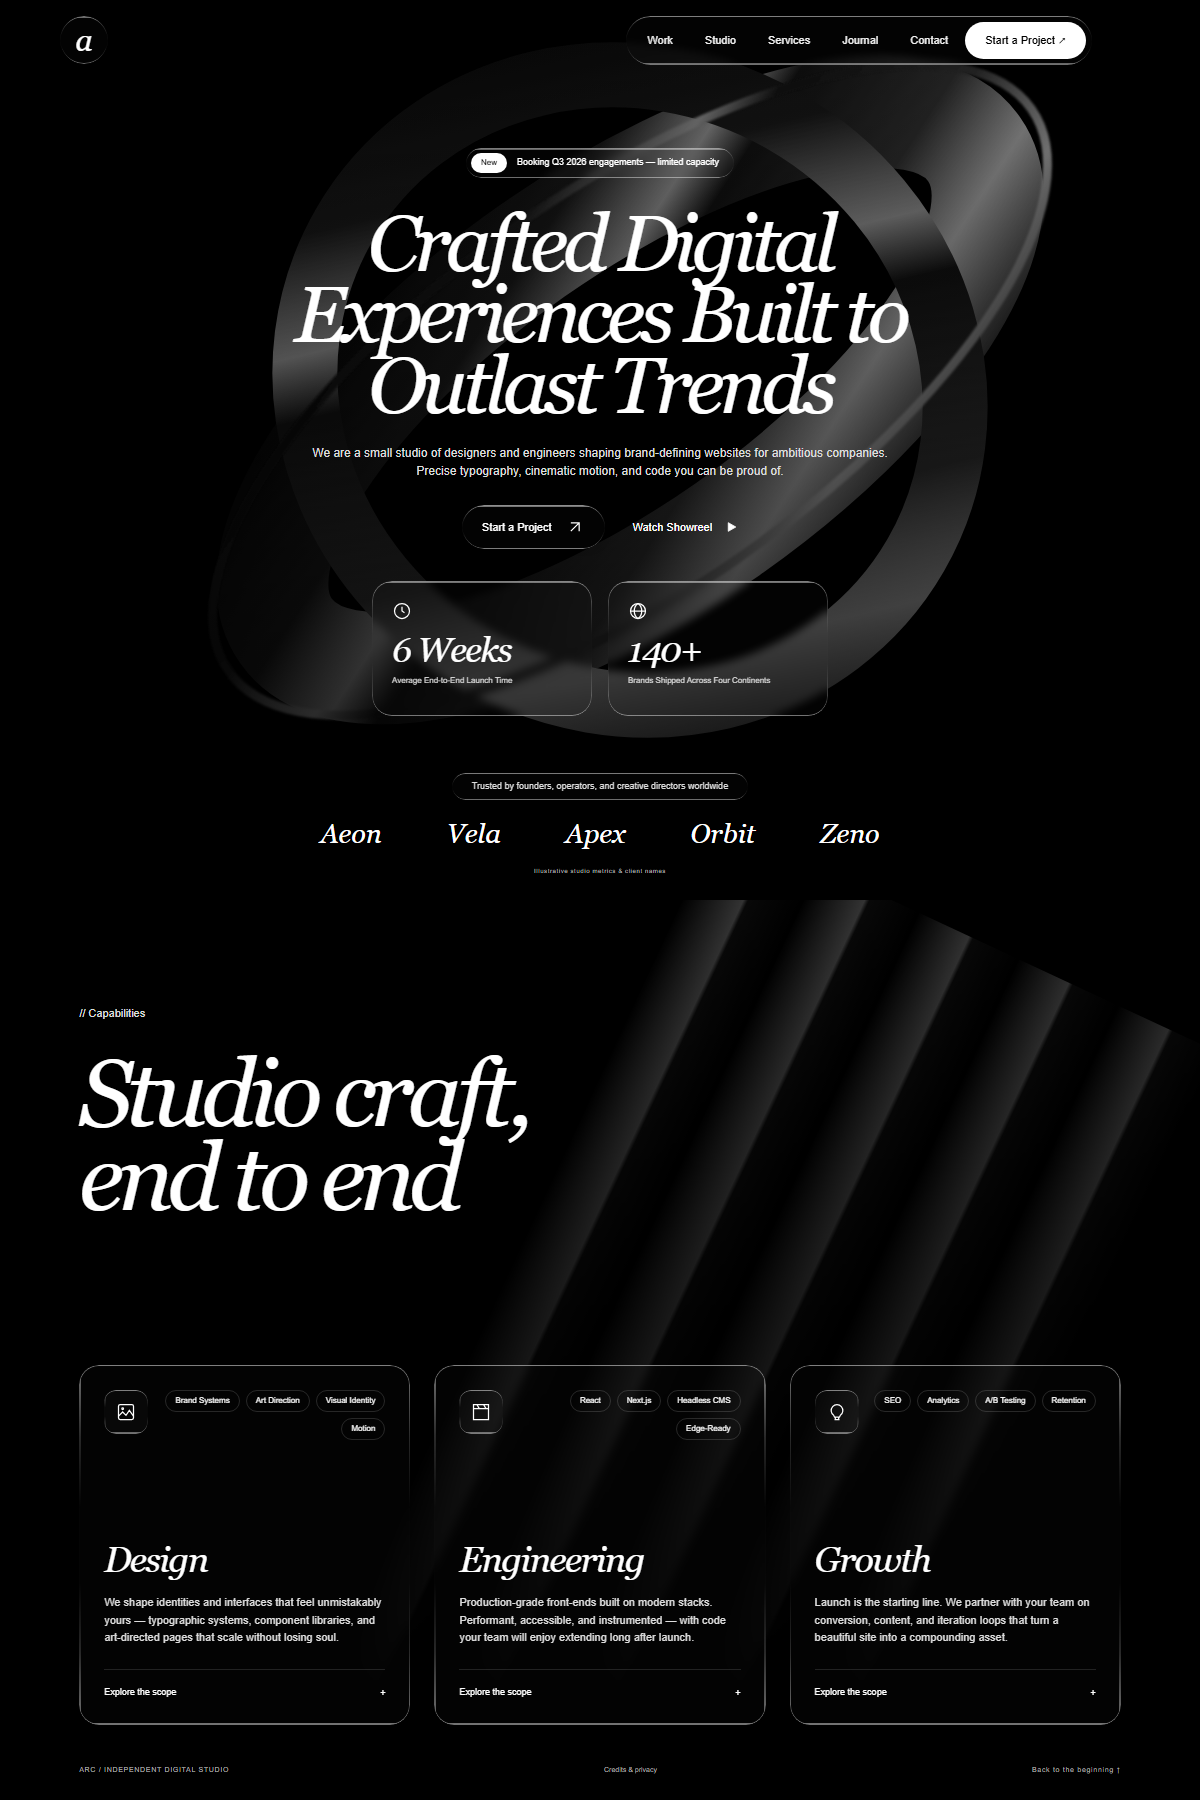 a
Work Studio Services Journal Contact Start a Project ↗
New Booking Q3 2026 engagements — limited capacity
Crafted Digital
Experiences Built to
Outlast Trends
We are a small studio of designers and engineers shaping brand-defining websites for ambitious companies.
Precise typography, cinematic motion, and code you can be proud of.
Start a Project Watch Showreel
6 Weeks
Average End-to-End Launch Time
140+
Brands Shipped Across Four Continents
Trusted by founders, operators, and creative directors worldwide
Aeon Vela Apex Orbit Zeno
Illustrative studio metrics & client names
// Capabilities
Studio craft,
end to end
Brand Systems Art Direction Visual Identity
Motion
Design
We shape identities and interfaces that feel unmistakably
yours — typographic systems, component libraries, and
art-directed pages that scale without losing soul.
Explore the scope +
React Next.js Headless CMS
Edge-Ready
Engineering
Production-grade front-ends built on modern stacks.
Performant, accessible, and instrumented — with code
your team will enjoy extending long after launch.
Explore the scope +
SEO Analytics A/B Testing Retention
Growth
Launch is the starting line. We partner with your team on
conversion, content, and iteration loops that turn a
beautiful site into a compounding asset.
Explore the scope +
ARC / INDEPENDENT DIGITAL STUDIO Credits & privacy Back to the beginning ↑